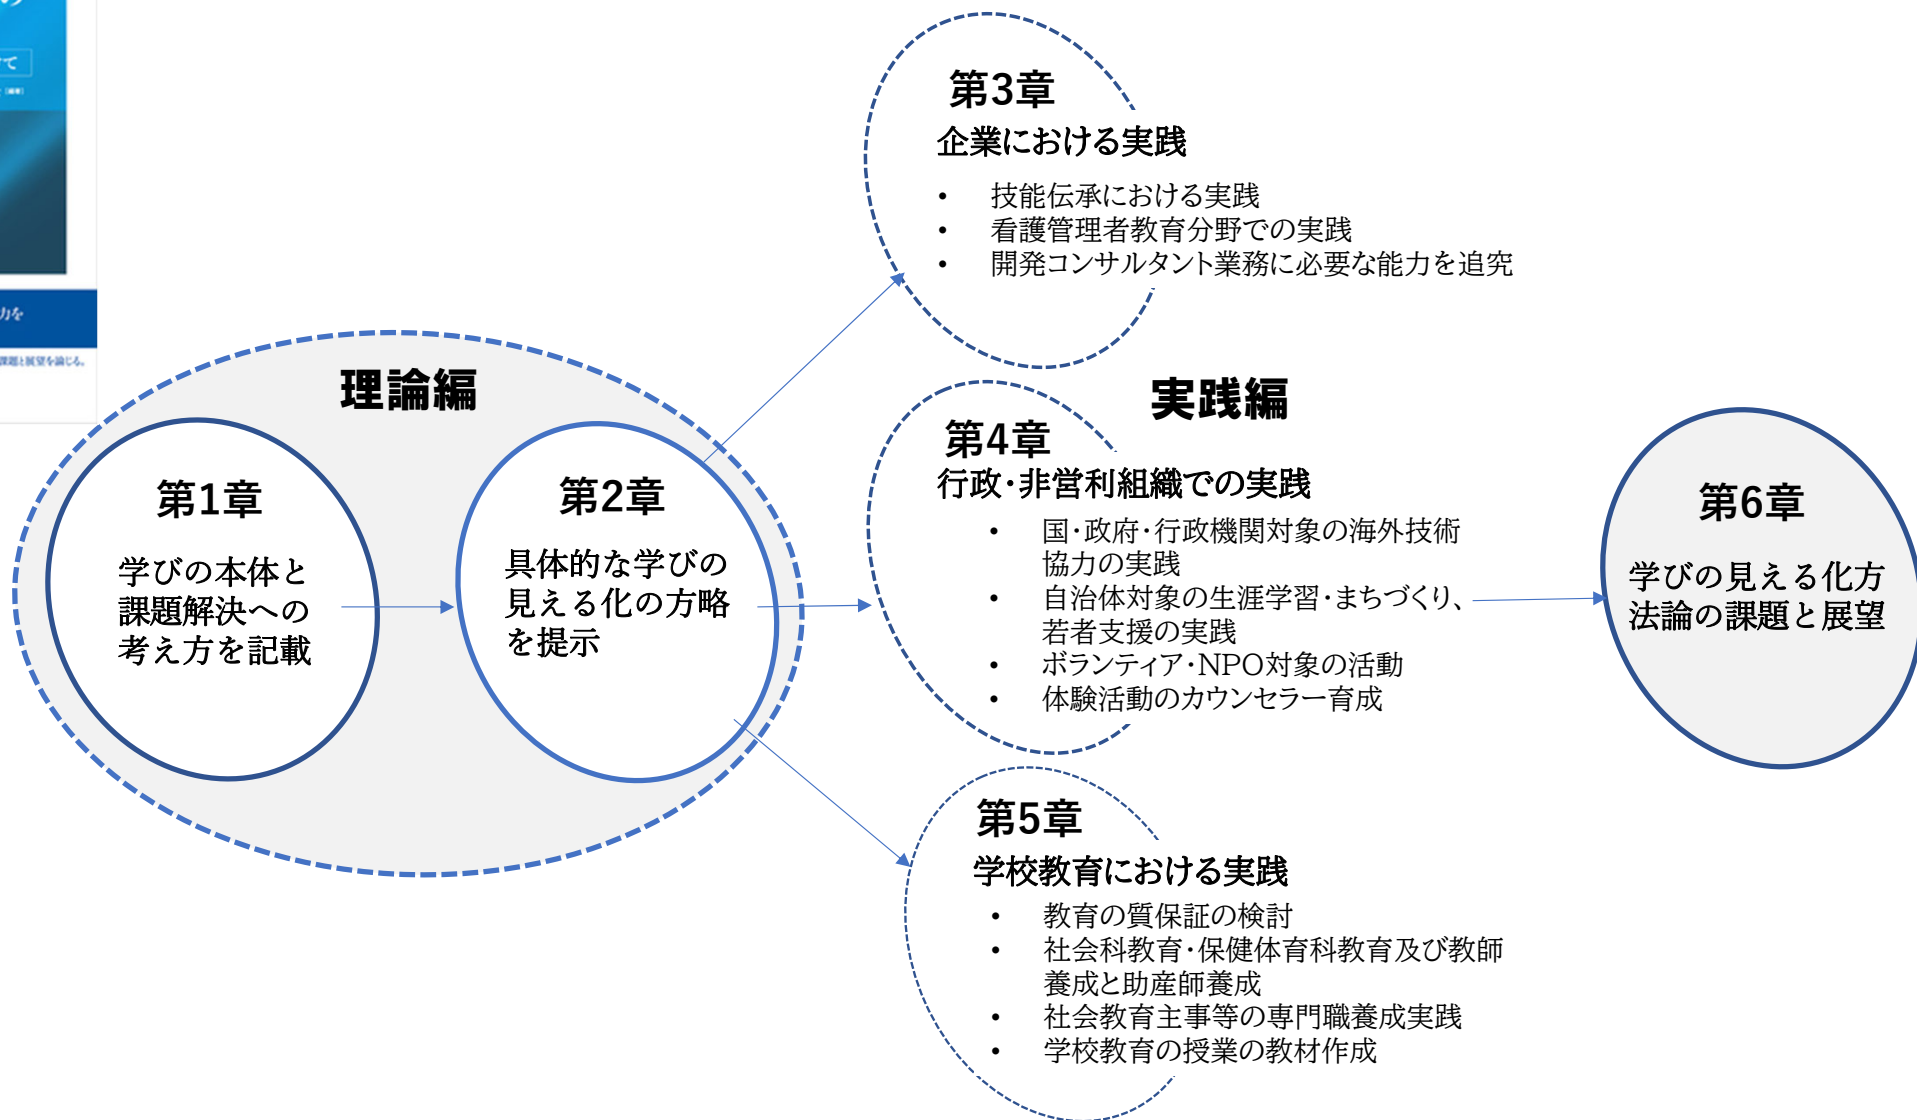 て
力を
課題と展望を論じる。
理論編
第1章
学びの本体と
課題解決への
考え方を記載
第2章
具体的な学びの
見える化の方略
を提示
実践編
第3章
企業における実践
• 技能伝承における実践
• 看護管理者教育分野での実践
• 開発コンサルタント業務に必要な能力を追究
第4章
行政・非営利組織での実践
• 国・政府・行政機関対象の海外技術
協力の実践
• 自治体対象の生涯学習・まちづくり、
若者支援の実践
• ボランティア・NPO対象の活動
• 体験活動のカウンセラー育成
第5章
学校教育における実践
• 教育の質保証の検討
• 社会科教育・保健体育科教育及び教師
養成と助産師養成
• 社会教育主事等の専門職養成実践
• 学校教育の授業の教材作成
第6章
学びの見える化方
法論の課題と展望